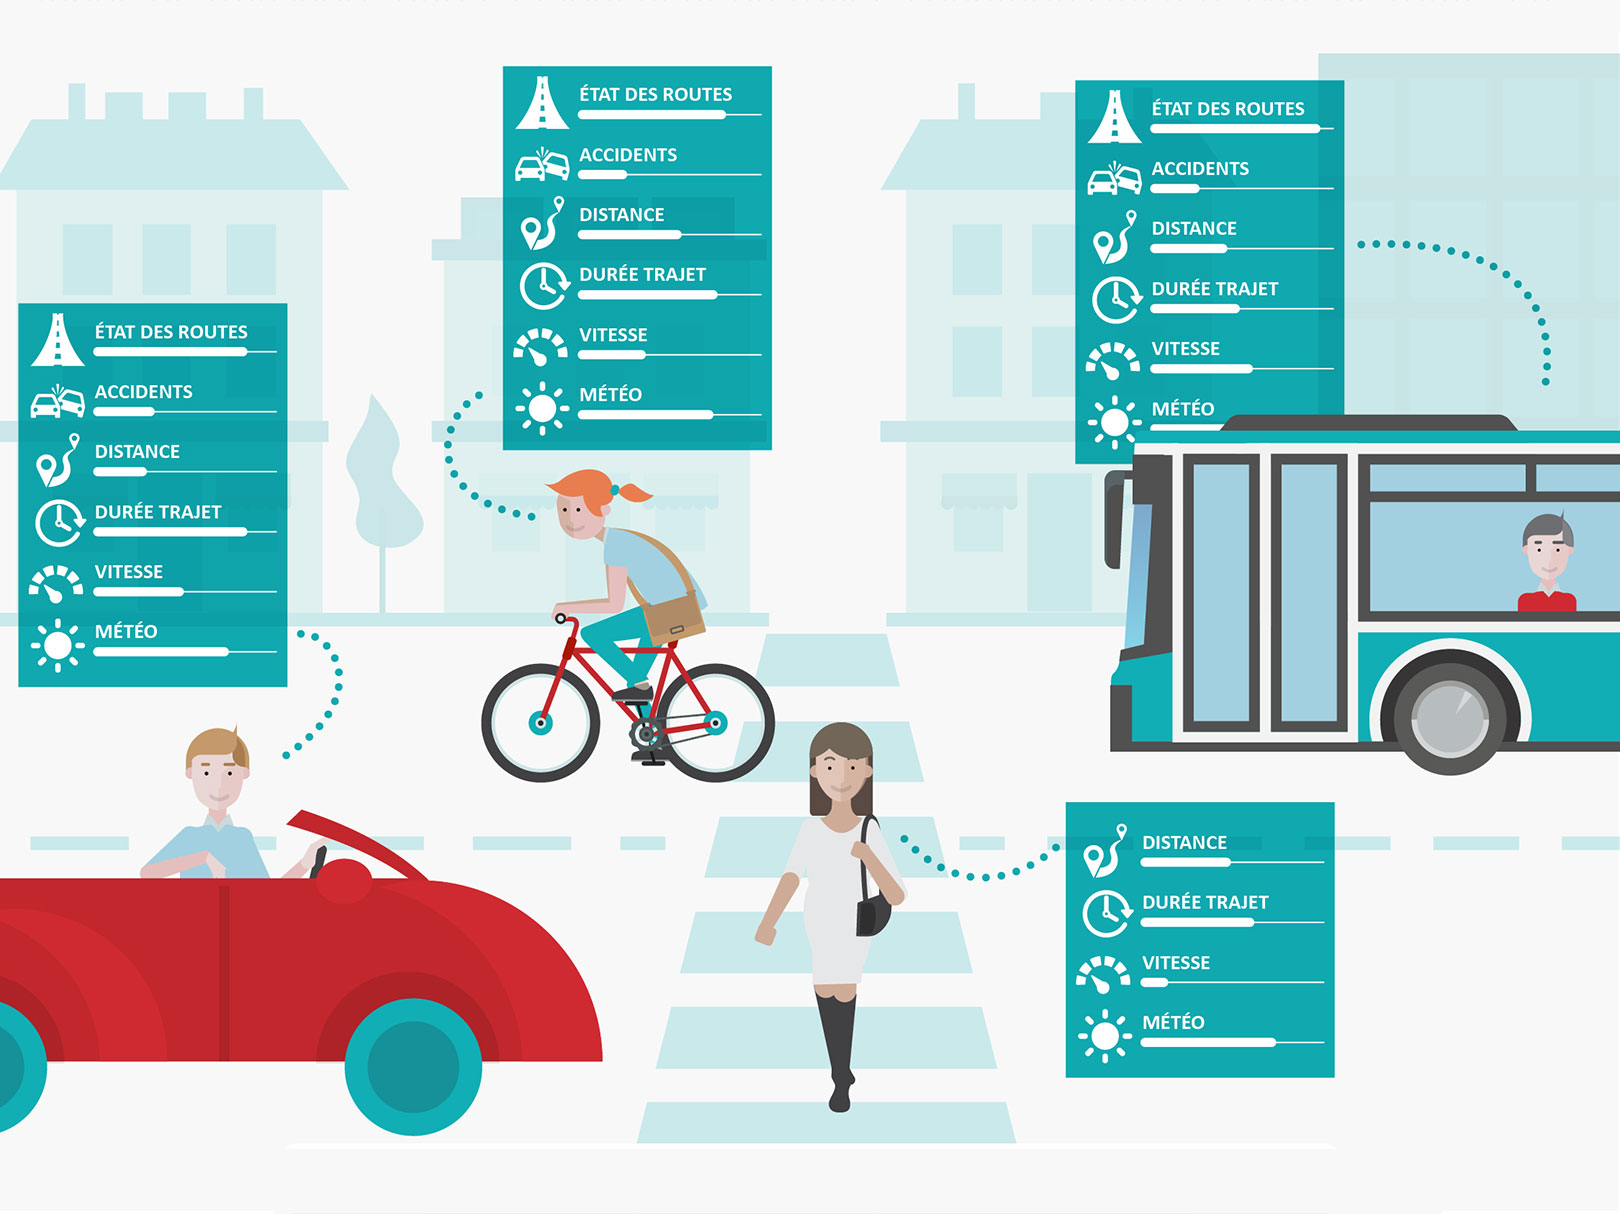 ÉTAT DES ROUTES
ACCIDENTS
DISTANCE
DURÉE TRAJET
VITESSE
MÉTÉO
ÉTAT DES ROUTES
ACCIDENTS
DISTANCE
DURÉE TRAJET
VITESSE
MÉTÉO
ÉTAT DES ROUTES
ACCIDENTS
DISTANCE
DURÉE TRAJET
VITESSE
MÉTÉO
DISTANCE
DURÉE TRAJET
VITESSE
MÉTÉO